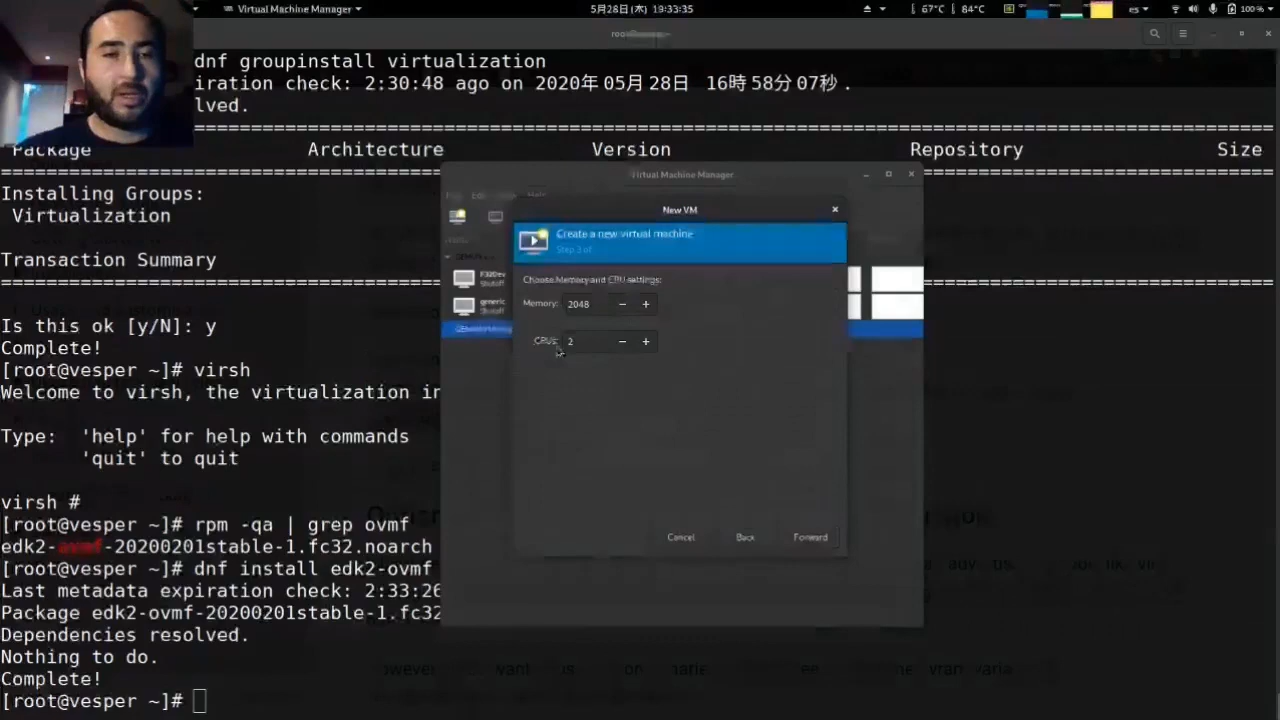 Virtual Machine Manager
5月28日 (木) 19:33:35
67°C
84°C
es
100 %
dnf groupinstall virtualization
piration check: 2:30:48 ago on 2020年05月28日 16時58分07秒.
lved.
Package Architecture Version Repository Size
Installing Groups:
Virtualization
Transaction Summary
Is this ok [y/N]: y
Complete!
[root@vesper ~]# virsh
Welcome to virsh, the virtualization in
Type: 'help' for help with commands
'quit' to quit
virsh #
[root@vesper ~]# rpm -qa | grep ovmf
edk2-ovmf-20200201stable-1.fc32.noarch
[root@vesper ~]# dnf install edk2-ovmf
Last metadata expiration check: 2:33:26
Package edk2-ovmf-20200201stable-1.fc32
Dependencies resolved.
Nothing to do.
Complete!
[root@vesper ~]#
Virtual Machine Manager
New VM
Create a new virtual machine
Step 3 of
Choose Memory and CPU settings:
Memory: 2048 − +
CPUs: 2 − +
Cancel Back Forward